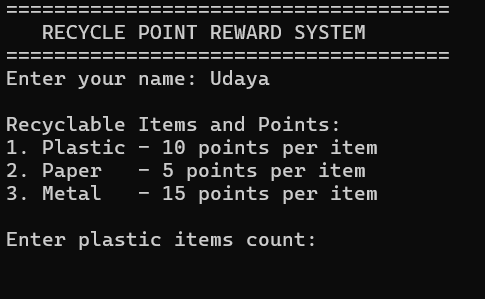 =====================================
   RECYCLE POINT REWARD SYSTEM
=====================================
Enter your name: Udaya

Recyclable Items and Points:
1. Plastic - 10 points per item
2. Paper   - 5 points per item
3. Metal   - 15 points per item

Enter plastic items count: